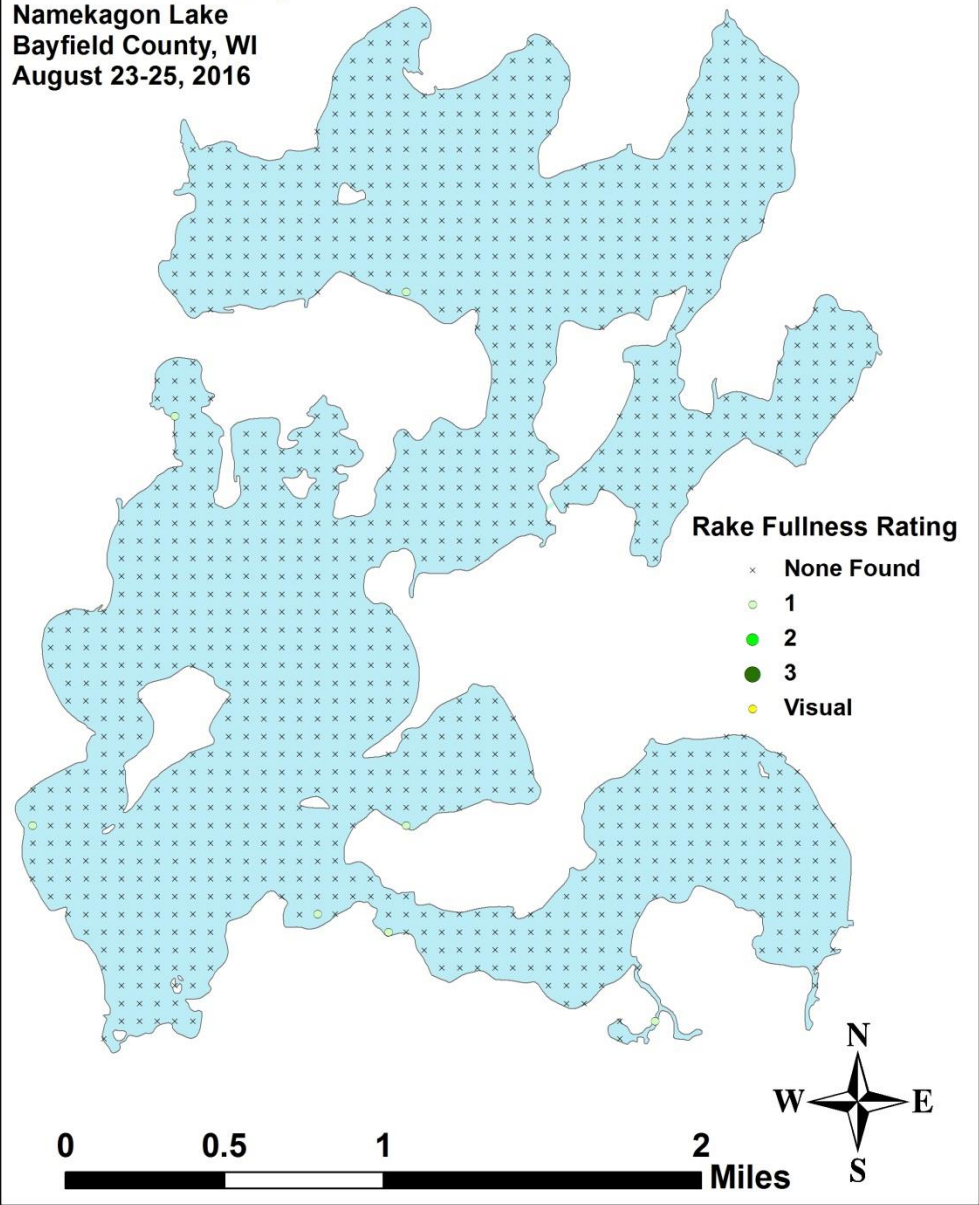 Namekagon Lake
Bayfield County, WI
August 23-25, 2016
Rake Fullness Rating
None Found
1
2
3
Visual
N
W E
S
0 0.5 1 2
Miles